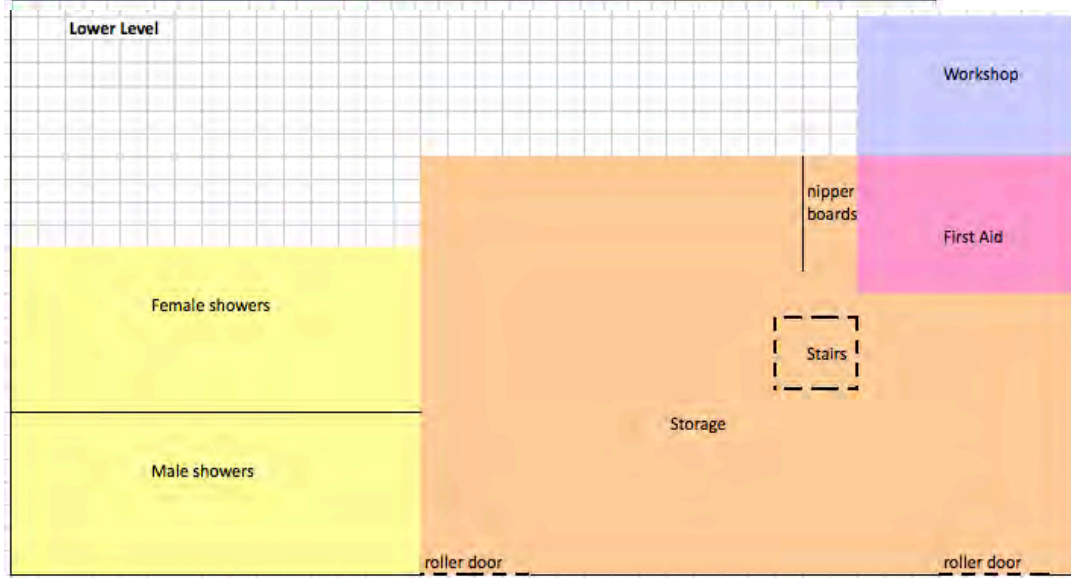 Lower Level
Workshop
nipper
boards
First Aid
Female showers
Stairs
Storage
Male showers
roller door
roller door